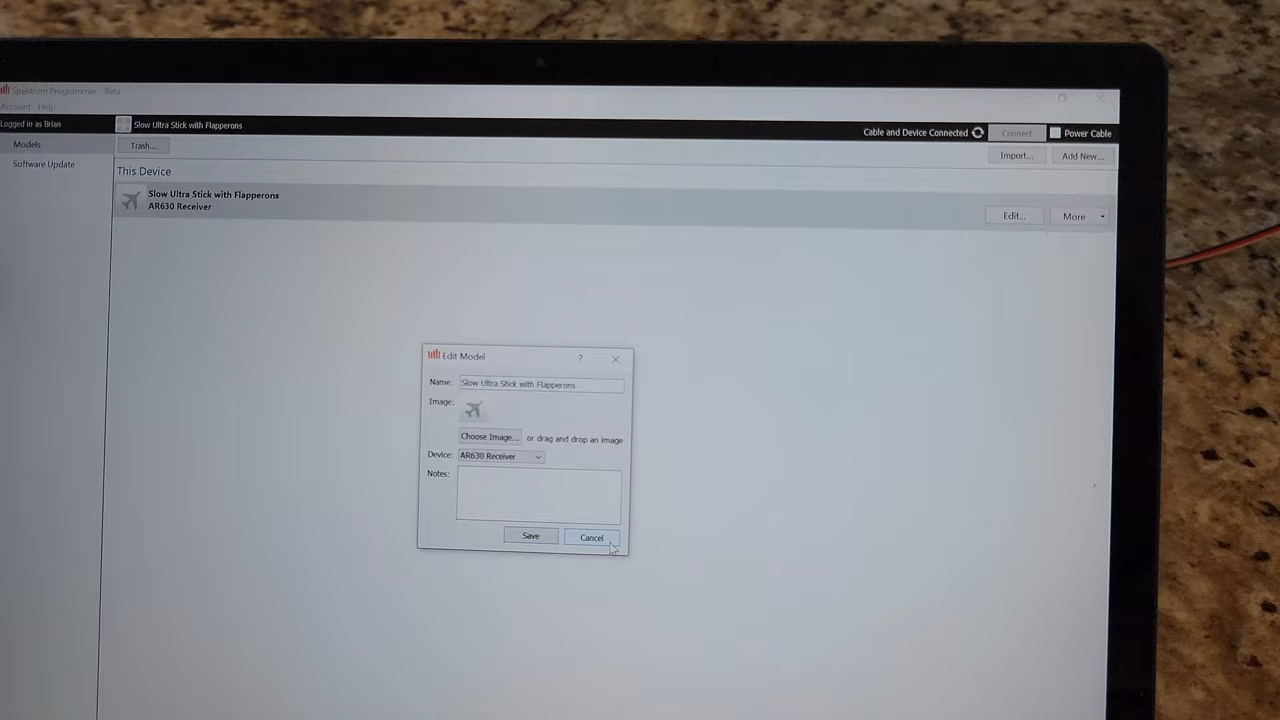 Spektrum Programmer - Beta
Account Help
Logged in as Brian
Slow Ultra Stick with Flapperons
Cable and Device Connected
Connect
Power Cable
Models
Trash...
Import...
Add New...
Software Update
This Device
Slow Ultra Stick with Flapperons
AR630 Receiver
Edit...
More
Edit Model
?
Name: Slow Ultra Stick with Flapperons
Image:
Choose Image... or drag and drop an image
Device: AR630 Receiver
Notes:
Save
Cancel